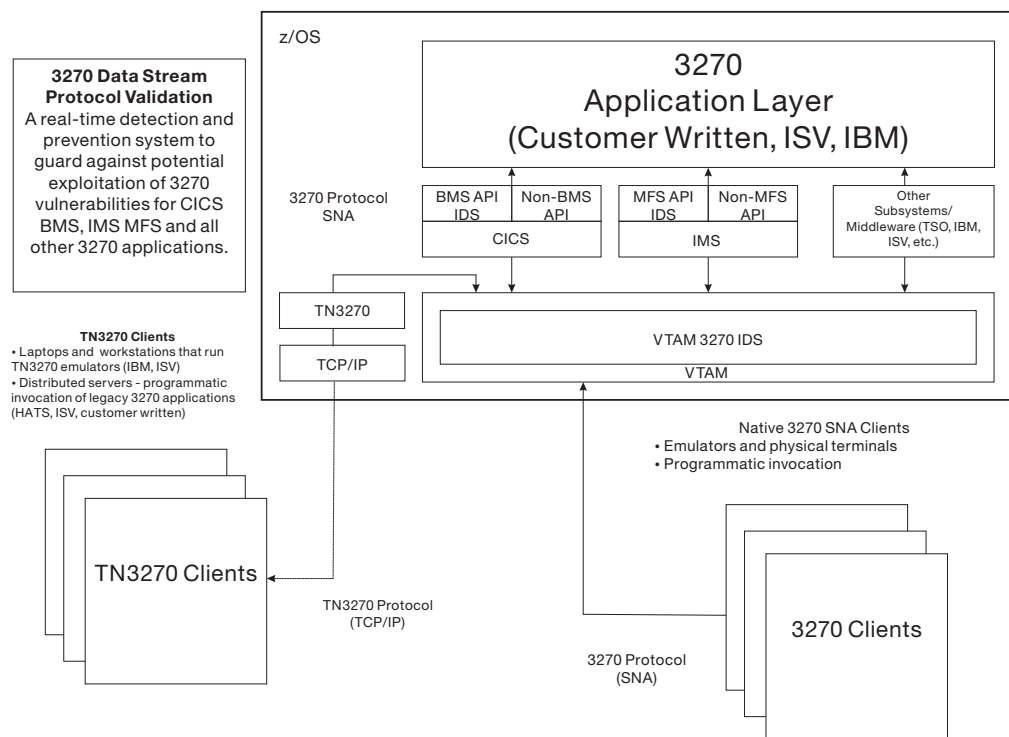 3270 Data Stream
Protocol Validation
A real-time detection and
prevention system to
guard against potential
exploitation of 3270
vulnerabilities for CICS
BMS, IMS MFS and all
other 3270 applications.
z/OS
3270
Application Layer
(Customer Written, ISV, IBM)
3270 Protocol
SNA
BMS API
IDS
Non-BMS
API
CICS
MFS API
IDS
Non-MFS
API
IMS
Other
Subsystems/
Middleware (TSO, IBM,
ISV, etc.)
TN3270
TCP/IP
VTAM 3270 IDS
VTAM
TN3270 Clients
• Laptops and workstations that run
TN3270 emulators (IBM, ISV)
• Distributed servers - programmatic
invocation of legacy 3270 applications
(HATS, ISV, customer written)
Native 3270 SNA Clients
• Emulators and physical terminals
• Programmatic invocation
TN3270 Clients
TN3270 Protocol
(TCP/IP)
3270 Protocol
(SNA)
3270 Clients